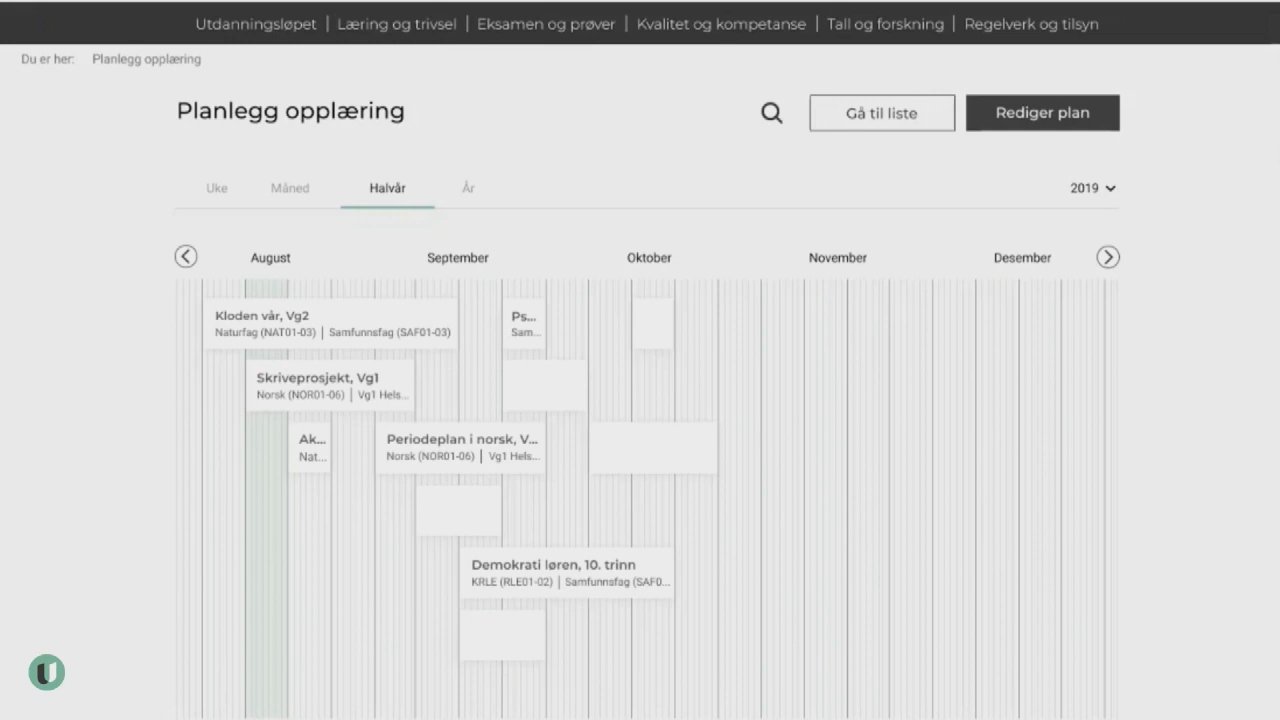 Utdanningsløpet | Læring og trivsel | Eksamen og prøver | Kvalitet og kompetanse | Tall og forskning | Regelverk og tilsyn
Du er her: Planlegg opplæring
Planlegg opplæring
Gå til liste
Rediger plan
Uke Måned Halvår År
2019
August September Oktober November Desember
Kloden vår, Vg2
Naturfag (NAT01-03) | Samfunnsfag (SAF01-03)
Ps...
Sam...
Skriveprosjekt, Vg1
Norsk (NOR01-06) | Vg1 Hels...
Ak...
Nat...
Periodeplan i norsk, V...
Norsk (NOR01-06) | Vg1 Hels...
Demokrati løren, 10. trinn
KRLE (RLE01-02) | Samfunnsfag (SAF0...